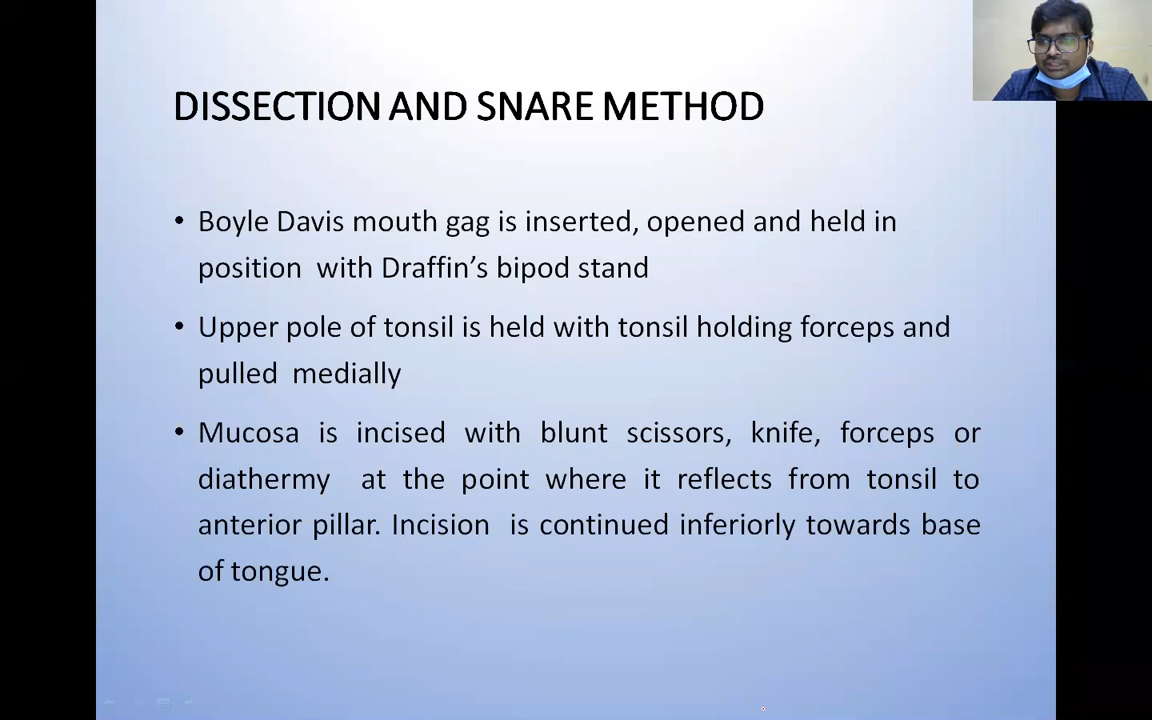 DISSECTION AND SNARE METHOD
• Boyle Davis mouth gag is inserted, opened and held in
position with Draffin’s bipod stand
• Upper pole of tonsil is held with tonsil holding forceps and
pulled medially
• Mucosa is incised with blunt scissors, knife, forceps or
diathermy at the point where it reflects from tonsil to
anterior pillar. Incision is continued inferiorly towards base
of tongue.